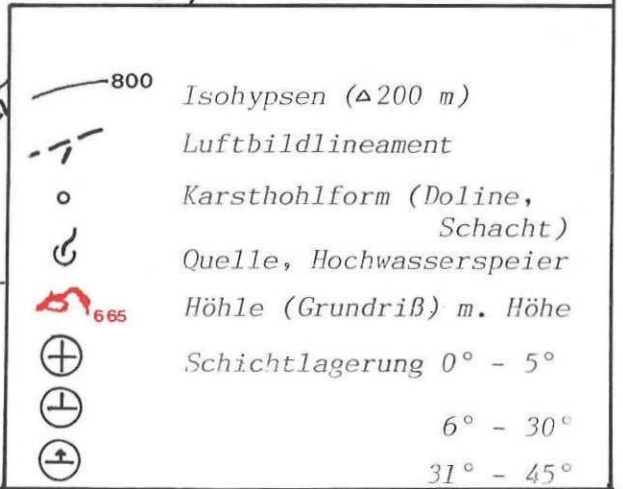 800 Isohypsen (Δ200 m)
Luftbildlineament
Karsthohlform (Doline,
Schacht)
Quelle, Hochwasserspeier
665 Höhle (Grundriß) m. Höhe
Schichtlagerung 0° - 5°
6° - 30°
31° - 45°